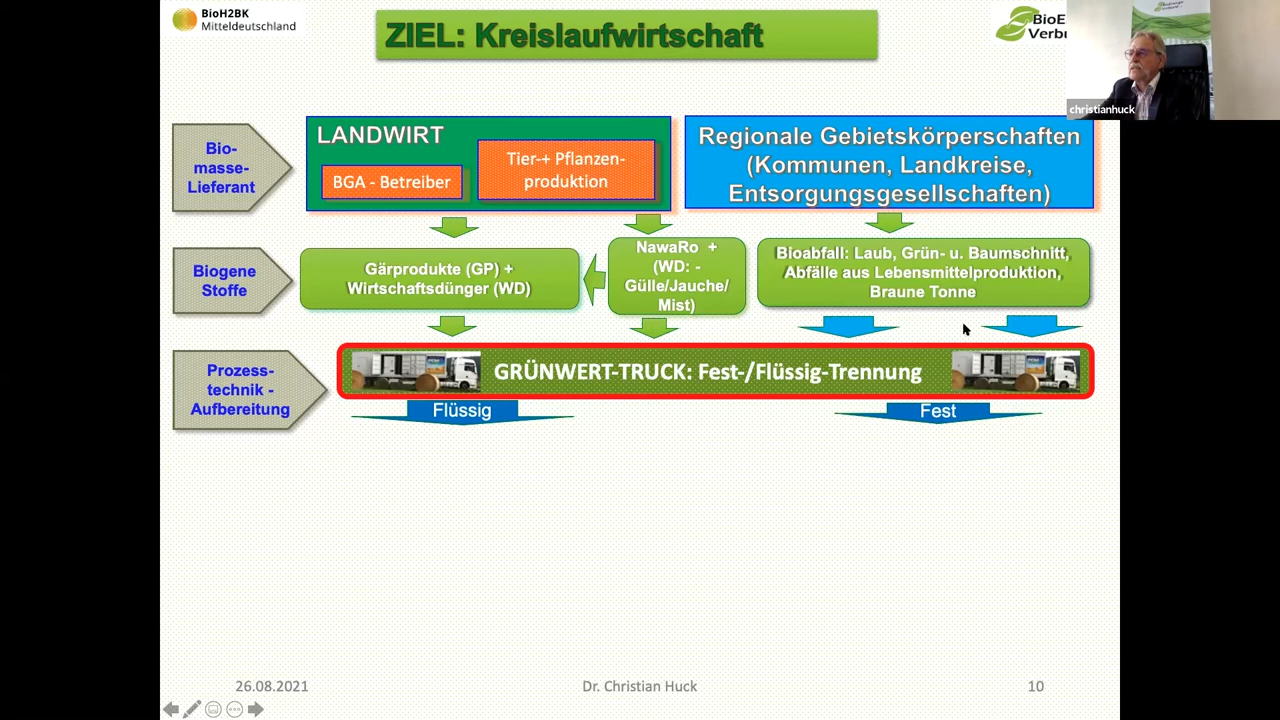 BioH2BK
Mitteldeutschland
ZIEL: Kreislaufwirtschaft
BioE
Verbu
christianhuck
Bio-
masse-
Lieferant
LANDWIRT
BGA - Betreiber
Tier-+ Pflanzen-
produktion
Regionale Gebietskörperschaften
(Kommunen, Landkreise,
Entsorgungsgesellschaften)
Biogene
Stoffe
Gärprodukte (GP) +
Wirtschaftsdünger (WD)
NawaRo +
(WD: -
Gülle/Jauche/
Mist)
Bioabfall: Laub, Grün- u. Baumschnitt,
Abfälle aus Lebensmittelproduktion,
Braune Tonne
Prozess-
technik -
Aufbereitung
GRÜNWERT-TRUCK: Fest-/Flüssig-Trennung
Flüssig
Fest
26.08.2021
Dr. Christian Huck
10